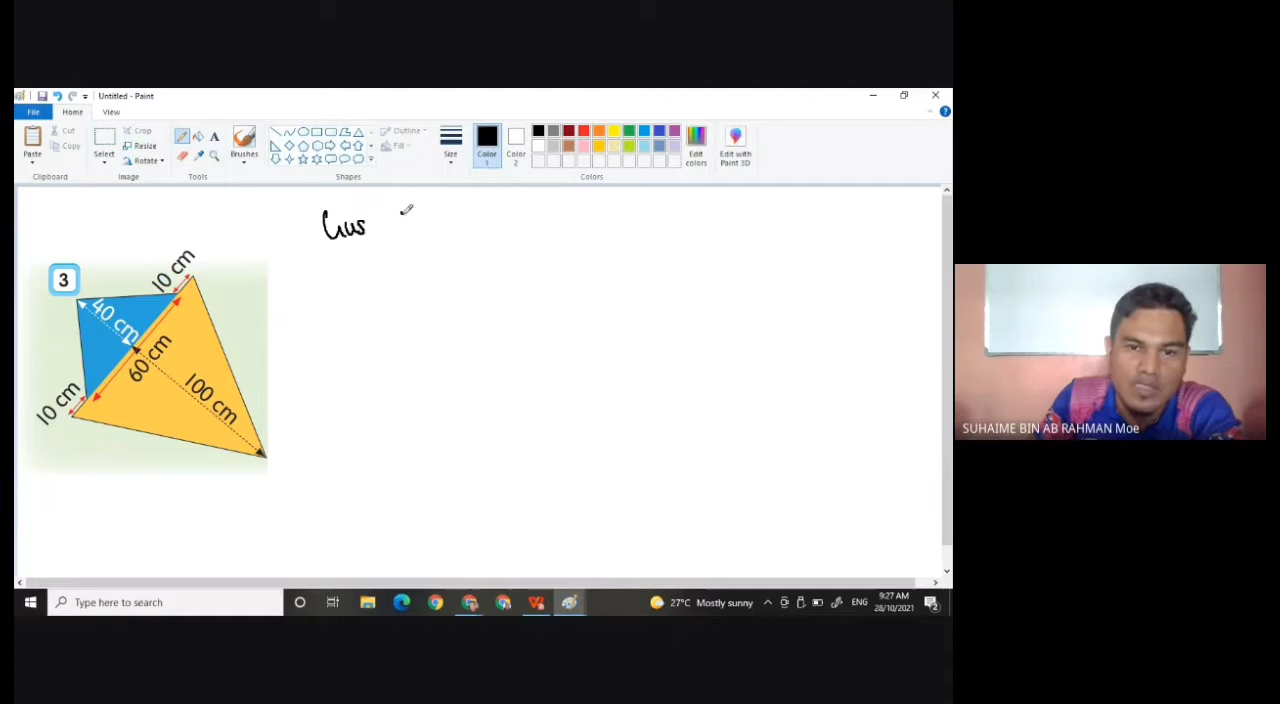 Untitled - Paint
File
Home
View
Paste
Cut
Copy
Clipboard
Select
Crop
Resize
Rotate
Image
Tools
Brushes
Shapes
Outline
Fill
Size
Color
1
Color
2
Edit
colors
Edit with
Paint 3D
Colors
3
10 cm
40 cm
60 cm
100 cm
10 cm
SUHAIME BIN AB RAHMAN Moe
Type here to search
27°C Mostly sunny
ENG
9:27 AM
28/10/2021
2